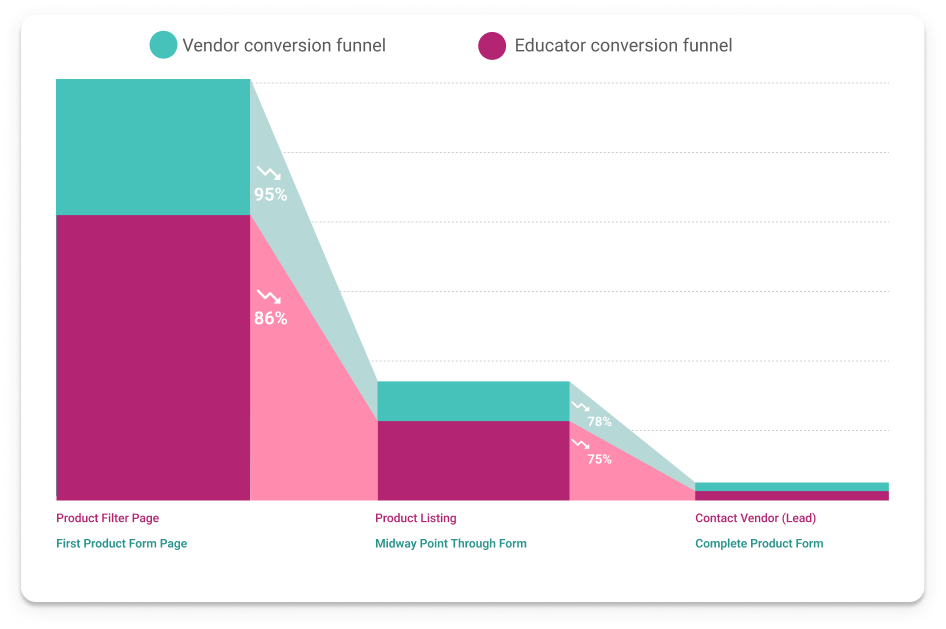 Vendor conversion funnel
Educator conversion funnel
95%
86%
78%
75%
Product Filter Page
Product Listing
Contact Vendor (Lead)
First Product Form Page
Midway Point Through Form
Complete Product Form